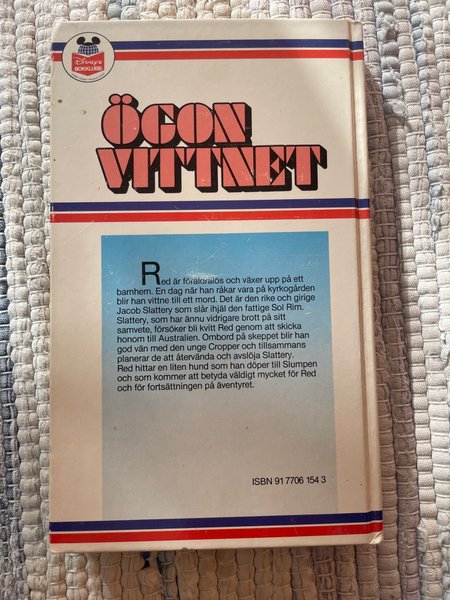 Disney's
BOKKLUBB
ÖGON
VITTNET
Red är föräldralös och växer upp på ett
barnhem. En dag när han råkar vara på kyrkogården
blir han vittne till ett mord. Det är den rike och girige
Jacob Slattery som slår ihjäl den fattige Sol Rim.
Slattery, som har ännu vidrigare brott på sitt
samvete, försöker bli kvitt Red genom att skicka
honom till Australien. Ombord på skeppet blir han
god vän med den unge Cropper och tillsammans
planerar de att återvända och avslöja Slattery.
Red hittar en liten hund som han döper till Slumpen
och som kommer att betyda väldigt mycket för Red
och för fortsättningen på äventyret.
ISBN 91 7706 154 3